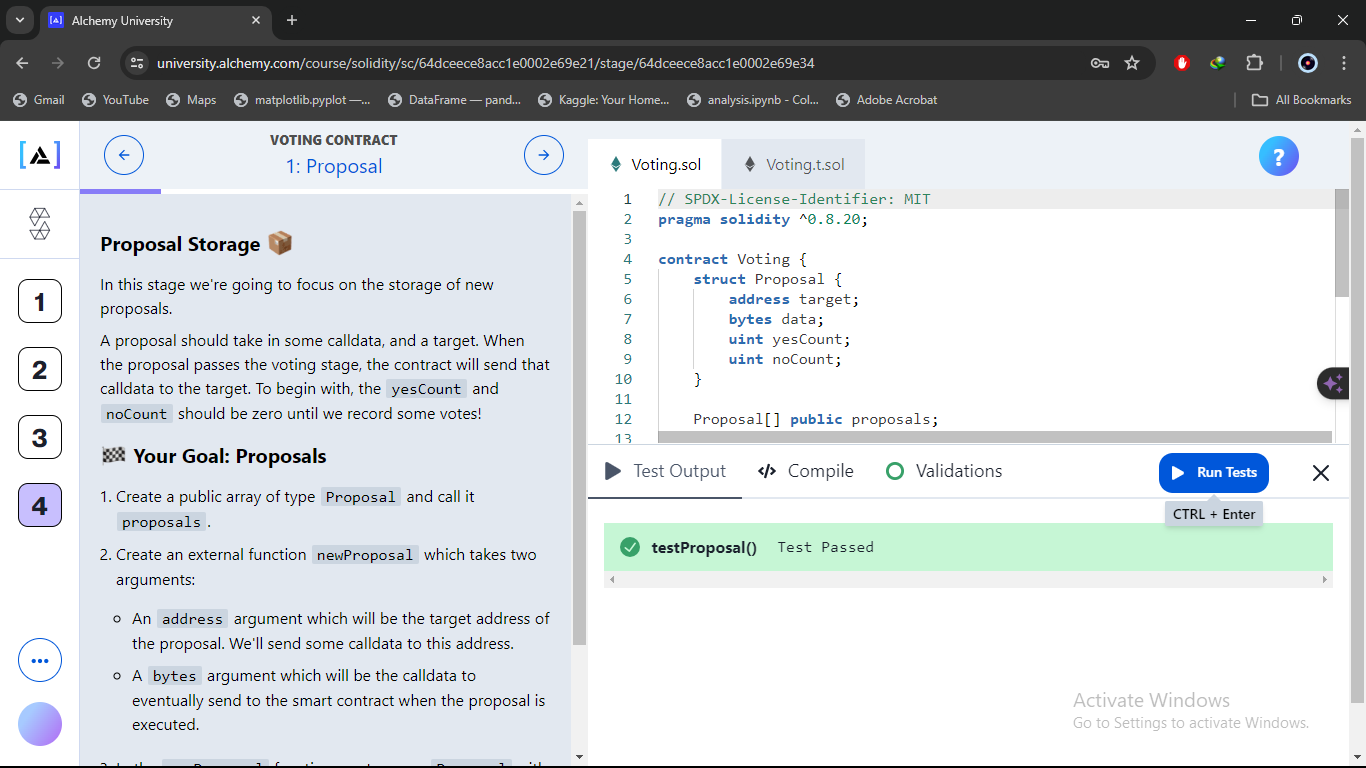 Alchemy University
university.alchemy.com/course/solidity/sc/64dceece8acc1e0002e69e21/stage/64dceece8acc1e0002e69e34
Gmail YouTube Maps matplotlib.pyplot —... DataFrame — pand... Kaggle: Your Home... analysis.ipynb - Col... Adobe Acrobat All Bookmarks
[A]
1
2
3
4
VOTING CONTRACT
1: Proposal
Proposal Storage 📦
In this stage we're going to focus on the storage of new
proposals.
A proposal should take in some calldata, and a target. When
the proposal passes the voting stage, the contract will send that
calldata to the target. To begin with, the yesCount and
noCount should be zero until we record some votes!
🏁 Your Goal: Proposals
1. Create a public array of type Proposal and call it
proposals .
2. Create an external function newProposal which takes two
arguments:
An address argument which will be the target address of
the proposal. We'll send some calldata to this address.
A bytes argument which will be the calldata to
eventually send to the smart contract when the proposal is
executed.
Voting.sol Voting.t.sol
?
1 // SPDX-License-Identifier: MIT
2 pragma solidity ^0.8.20;
3
4 contract Voting {
5 struct Proposal {
6 address target;
7 bytes data;
8 uint yesCount;
9 uint noCount;
10 }
11
12 Proposal[] public proposals;
13
Test Output Compile Validations Run Tests
CTRL + Enter
testProposal() Test Passed
Activate Windows
Go to Settings to activate Windows.